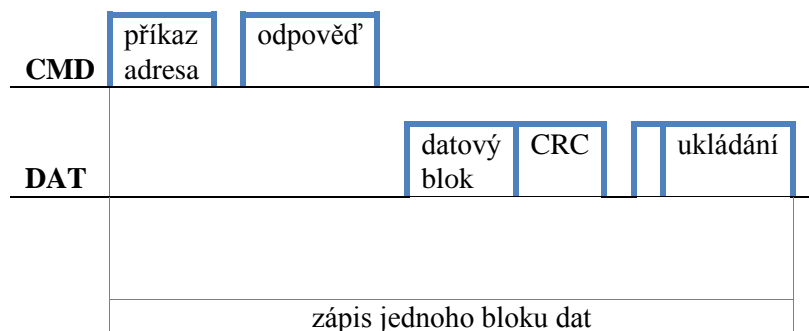 příkaz
adresa
odpověď
CMD
datový
blok
CRC
ukládání
DAT
zápis jednoho bloku dat